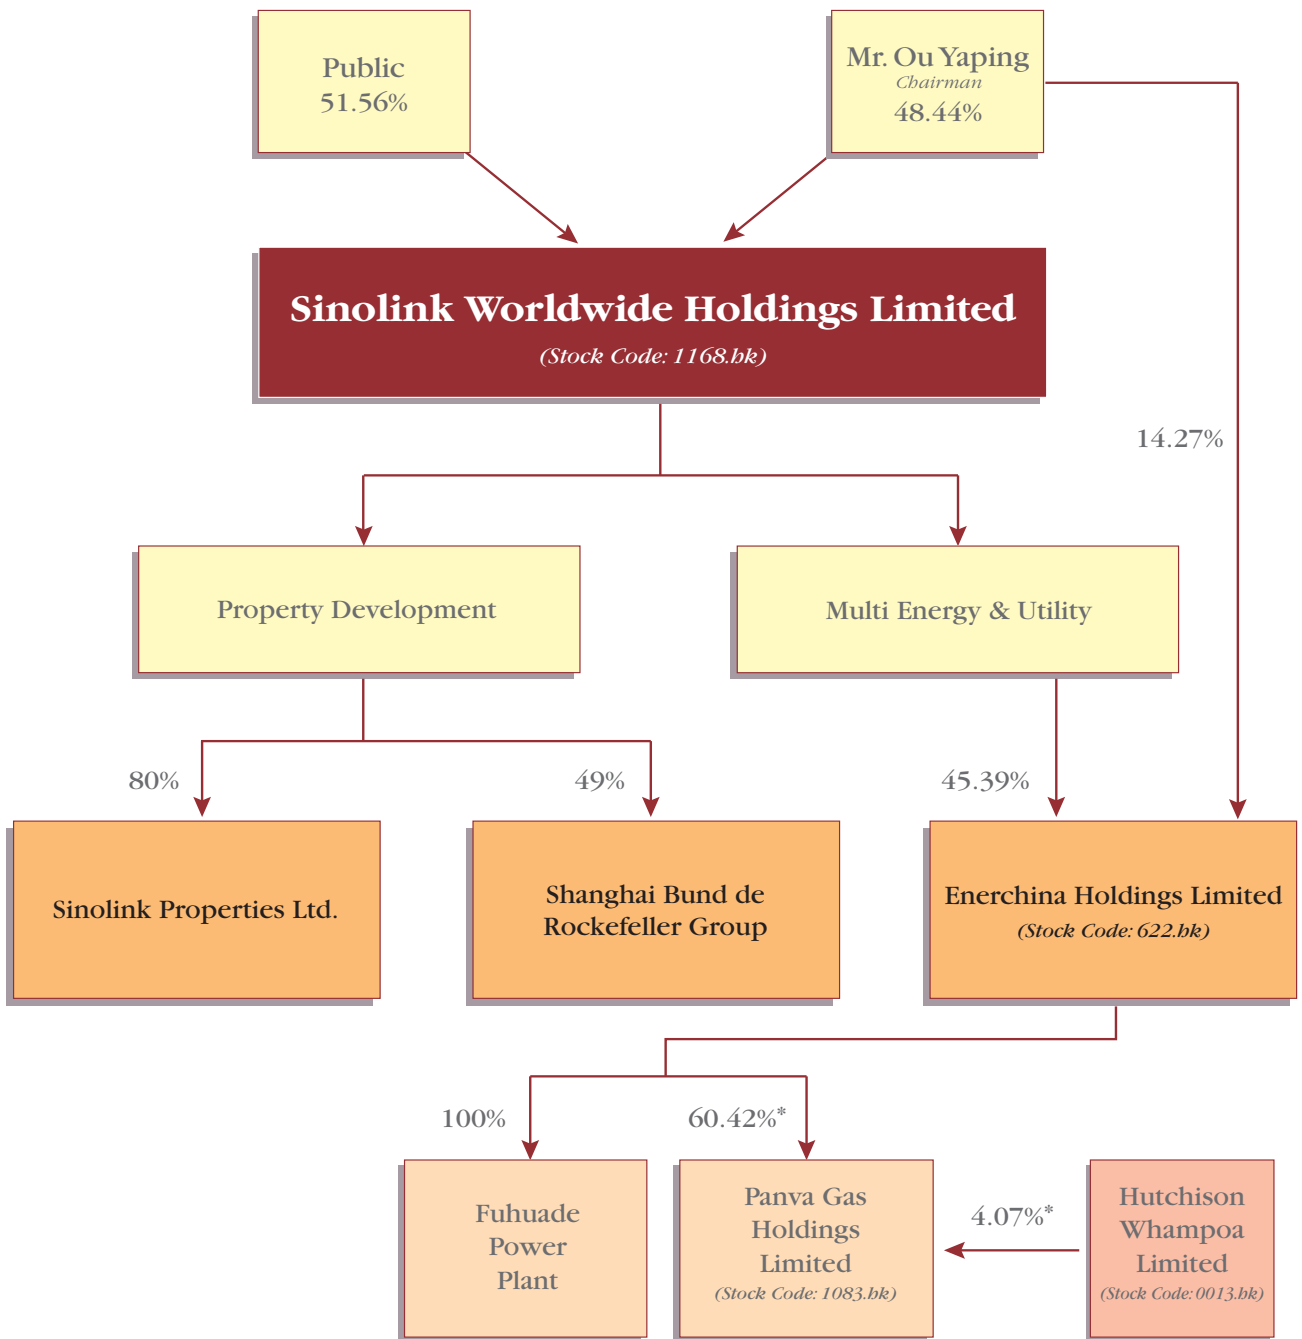 Public
51.56%
Mr. Ou Yaping
Chairman
48.44%
Sinolink Worldwide Holdings Limited
(Stock Code: 1168.hk)
14.27%
Property Development
Multi Energy & Utility
80%
49%
45.39%
Sinolink Properties Ltd.
Shanghai Bund de
Rockefeller Group
Enerchina Holdings Limited
(Stock Code: 622.hk)
100%
60.42%*
Fuhuade
Power
Plant
Panva Gas
Holdings
Limited
(Stock Code: 1083.hk)
4.07%*
Hutchison
Whampoa
Limited
(Stock Code: 0013.hk)